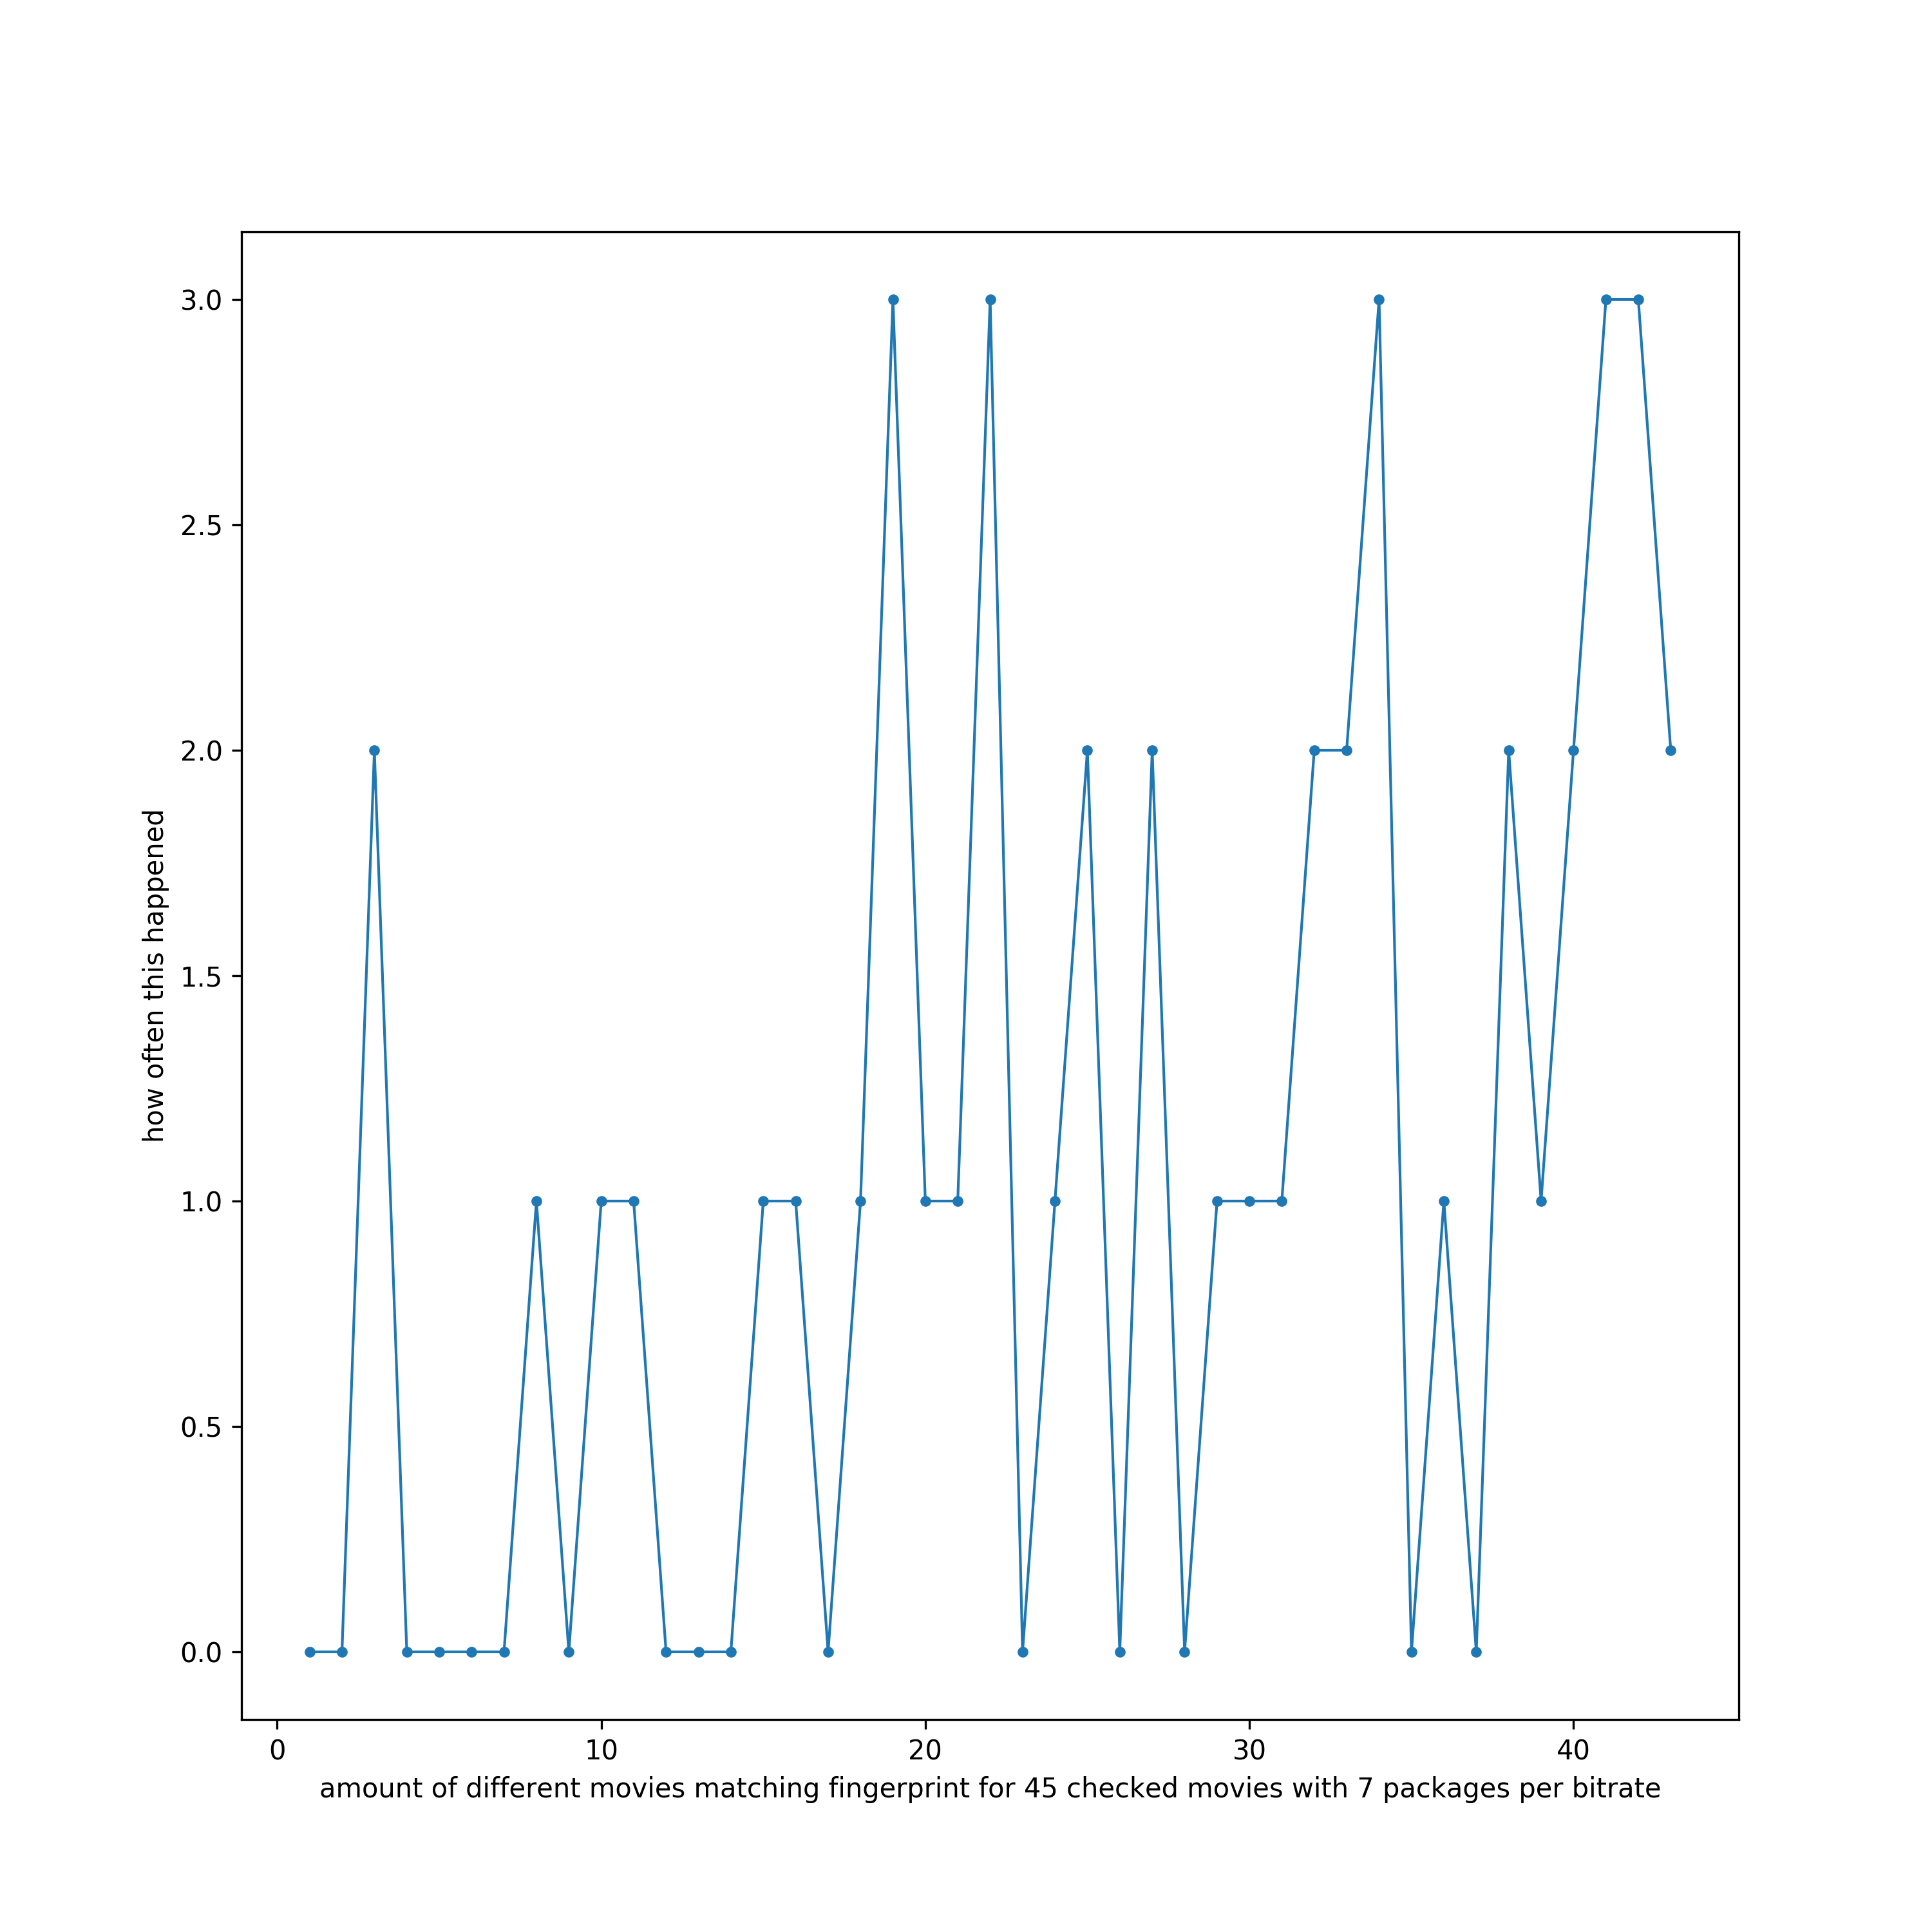 3.0
2.5
2.0
1.5
1.0
0.5
0.0
how often this happened
0 10 20 30 40
amount of different movies matching fingerprint for 45 checked movies with 7 packages per bitrate